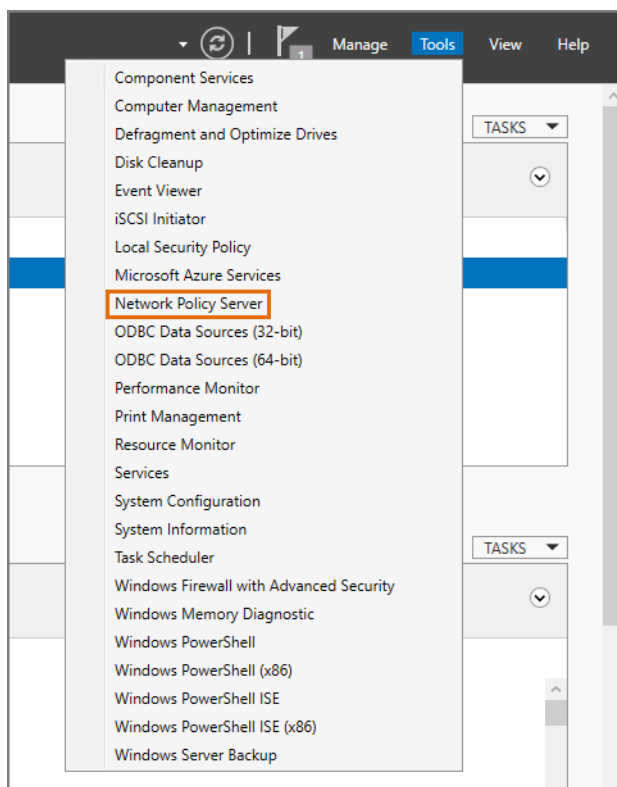 1
Manage
Tools
View
Help
Component Services
Computer Management
Defragment and Optimize Drives
Disk Cleanup
Event Viewer
iSCSI Initiator
Local Security Policy
Microsoft Azure Services
Network Policy Server
ODBC Data Sources (32-bit)
ODBC Data Sources (64-bit)
Performance Monitor
Print Management
Resource Monitor
Services
System Configuration
System Information
Task Scheduler
Windows Firewall with Advanced Security
Windows Memory Diagnostic
Windows PowerShell
Windows PowerShell (x86)
Windows PowerShell ISE
Windows PowerShell ISE (x86)
Windows Server Backup
TASKS
TASKS